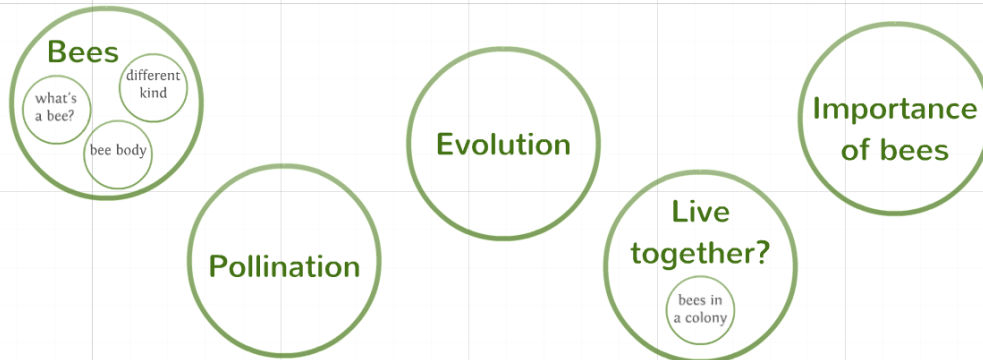 Bees
different
kind
what's
a bee?
bee body
Pollination
Evolution
Live
together?
bees in
a colony
Importance
of bees